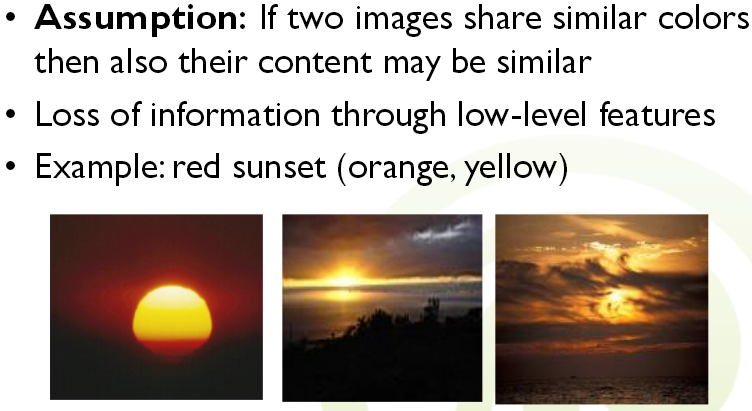 • Assumption: If two images share similar colors
then also their content may be similar
• Loss of information through low-level features
• Example: red sunset (orange, yellow)